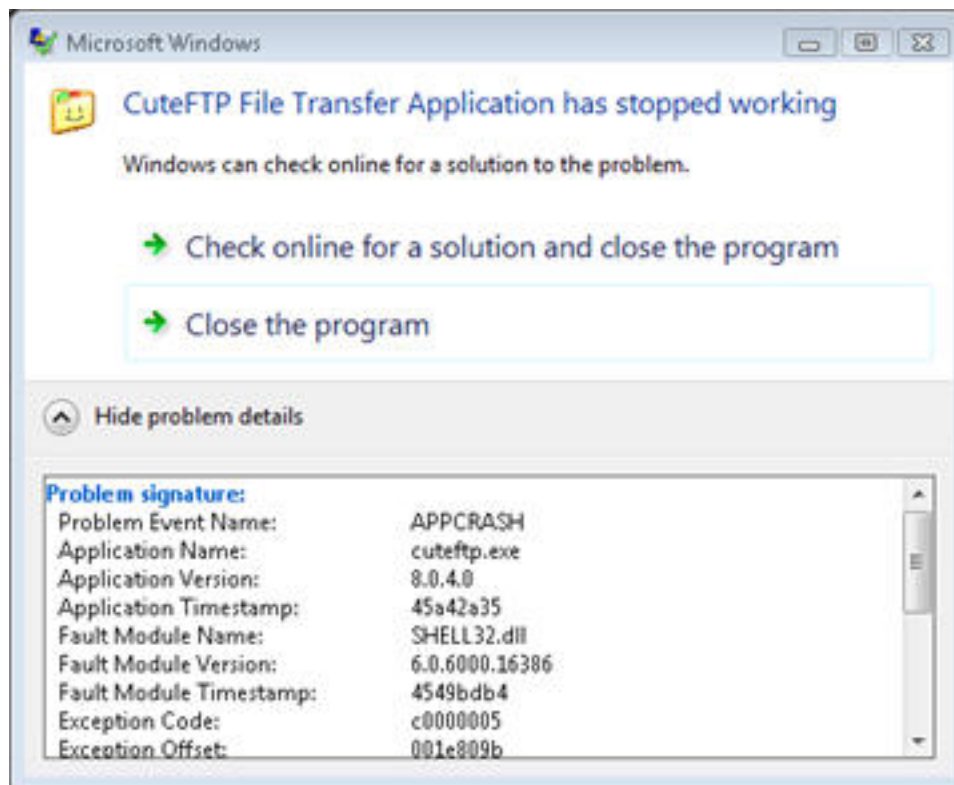 Microsoft Windows
CuteFTP File Transfer Application has stopped working
Windows can check online for a solution to the problem.
Check online for a solution and close the program
Close the program
Hide problem details
Problem signature:
Problem Event Name: APPCRASH
Application Name: cuteftp.exe
Application Version: 8.0.4.0
Application Timestamp: 45a42a35
Fault Module Name: SHELL32.dll
Fault Module Version: 6.0.6000.16386
Fault Module Timestamp: 4549bdb4
Exception Code: c0000005
Exception Offset: 001e809b